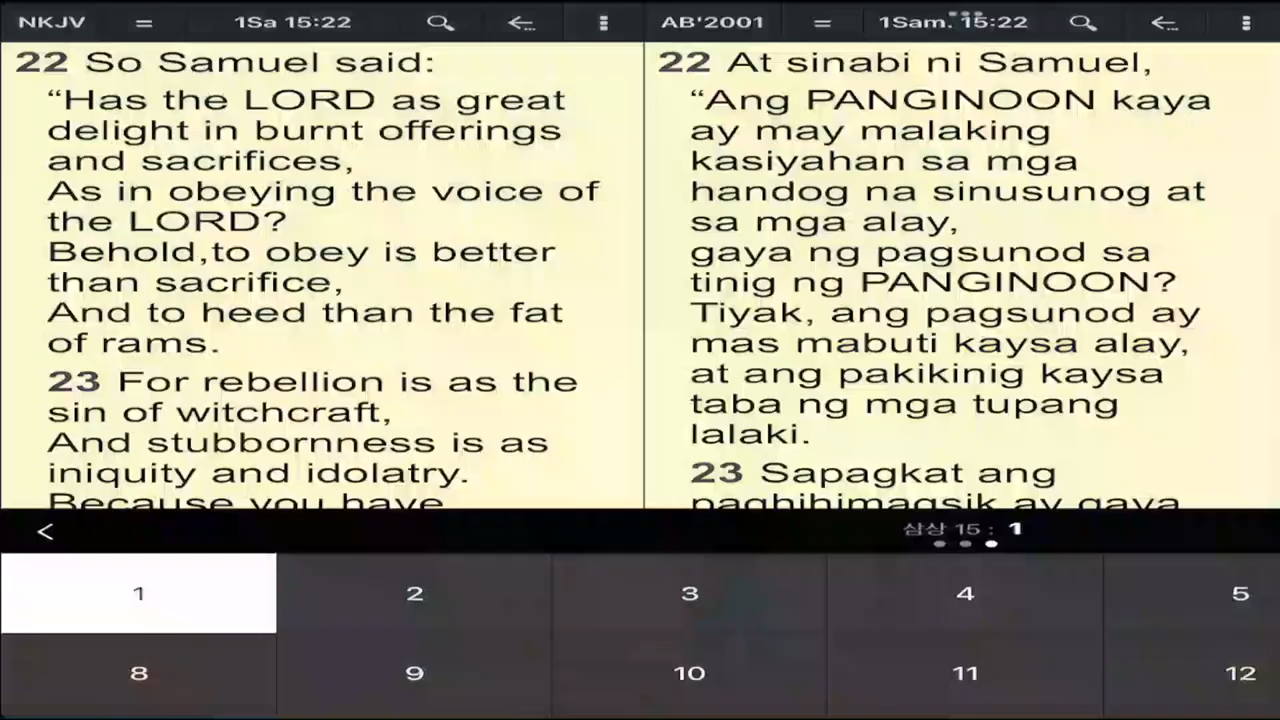 NKJV = 1Sa 15:22
22 So Samuel said:
“Has the LORD as great
delight in burnt offerings
and sacrifices,
As in obeying the voice of
the LORD?
Behold,to obey is better
than sacrifice,
And to heed than the fat
of rams.
23 For rebellion is as the
sin of witchcraft,
And stubbornness is as
iniquity and idolatry.
Because you have
AB'2001 = 1Sam. 15:22
22 At sinabi ni Samuel,
“Ang PANGINOON kaya
ay may malaking
kasiyahan sa mga
handog na sinusunog at
sa mga alay,
gaya ng pagsunod sa
tinig ng PANGINOON?
Tiyak, ang pagsunod ay
mas mabuti kaysa alay,
at ang pakikinig kaysa
taba ng mga tupang
lalaki.
23 Sapagkat ang
paghihimagsik ay gaya
< 삼상 15 : 1
1 2 3 4 5
8 9 10 11 12